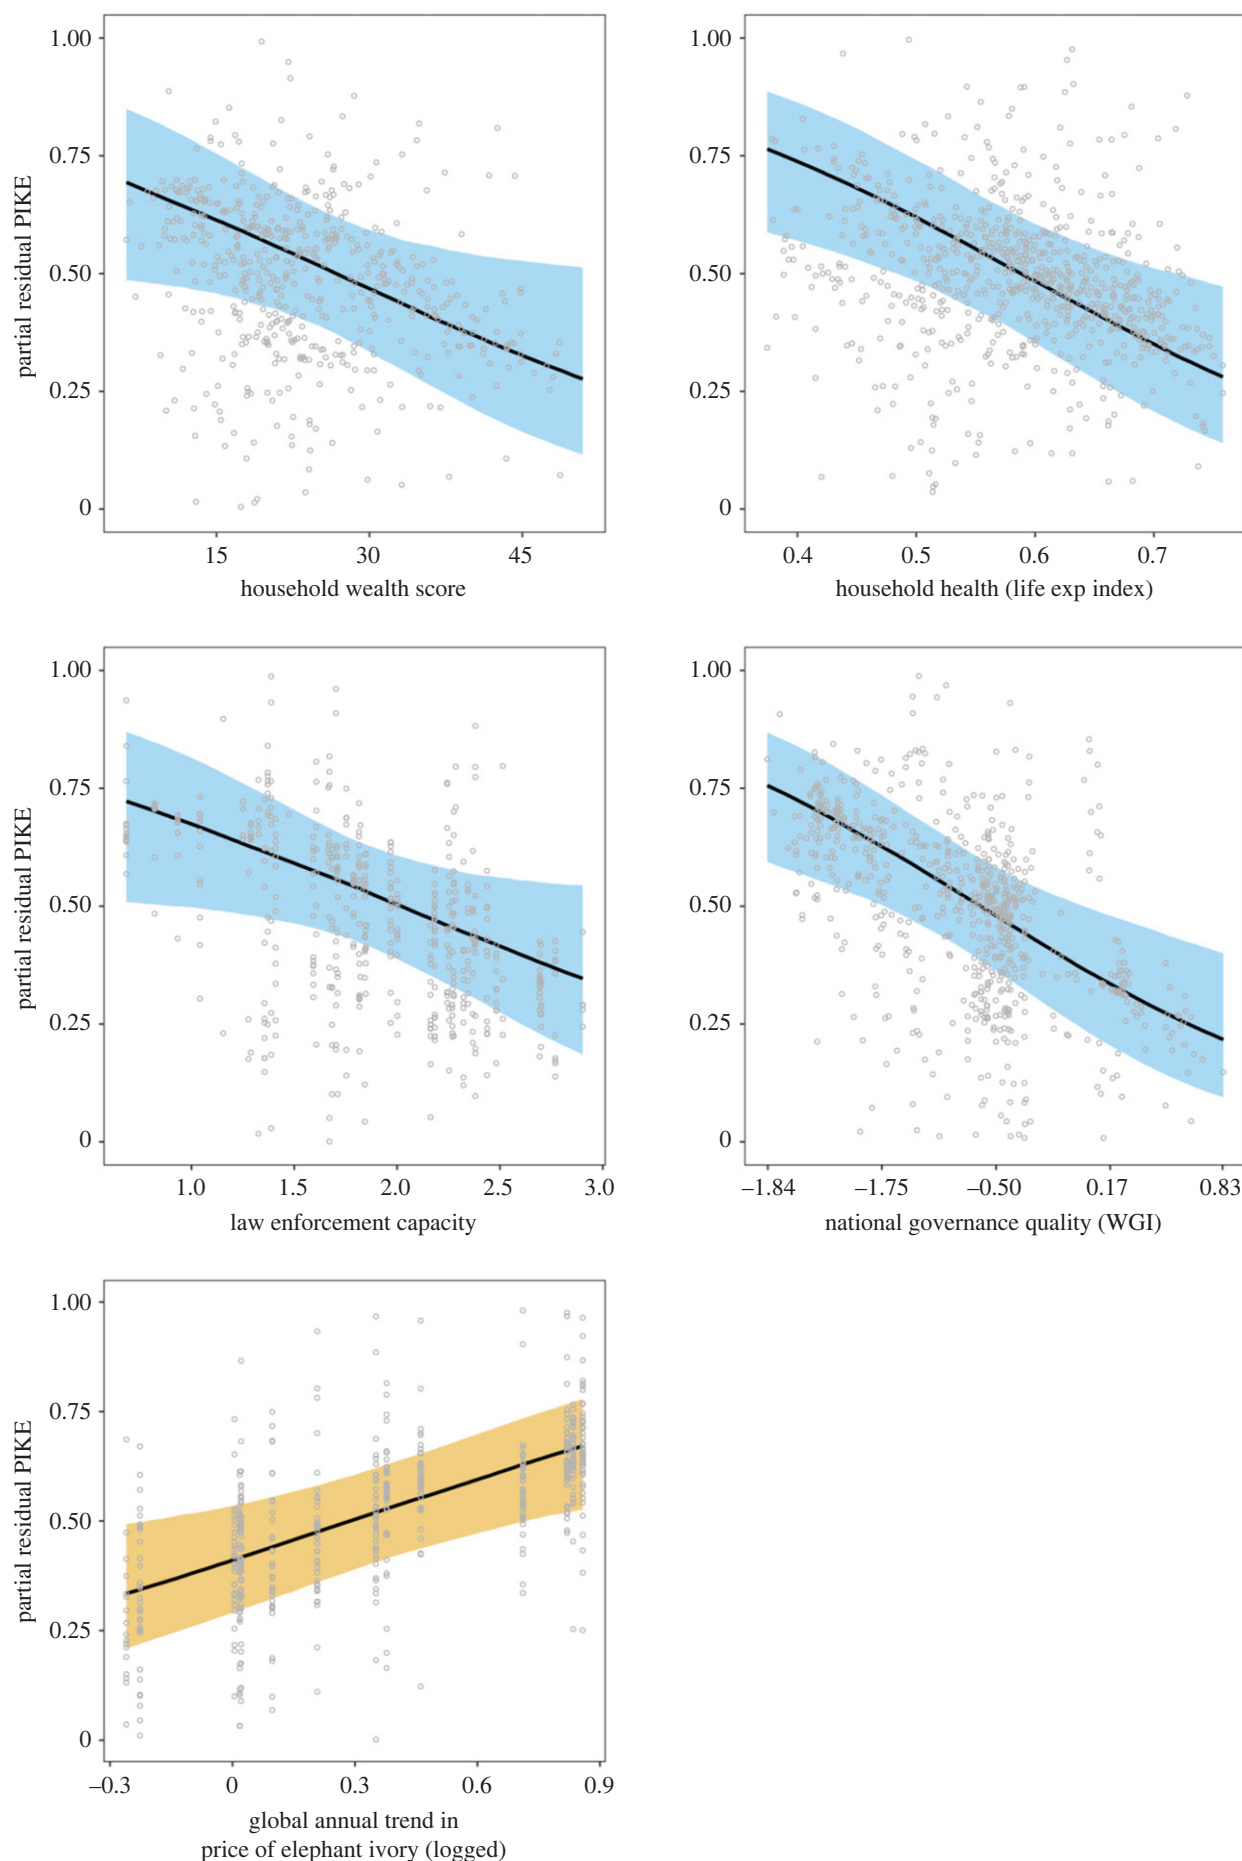 1.00
0.75
0.50
0.25
0
partial residual PIKE
15 30 45
household wealth score
1.00
0.75
0.50
0.25
0
partial residual PIKE
0.4 0.5 0.6 0.7
household health (life exp index)
1.00
0.75
0.50
0.25
0
partial residual PIKE
1.0 1.5 2.0 2.5 3.0
law enforcement capacity
1.00
0.75
0.50
0.25
0
partial residual PIKE
–1.84 –1.75 –0.50 0.17 0.83
national governance quality (WGI)
1.00
0.75
0.50
0.25
0
partial residual PIKE
–0.3 0 0.3 0.6 0.9
global annual trend in
price of elephant ivory (logged)